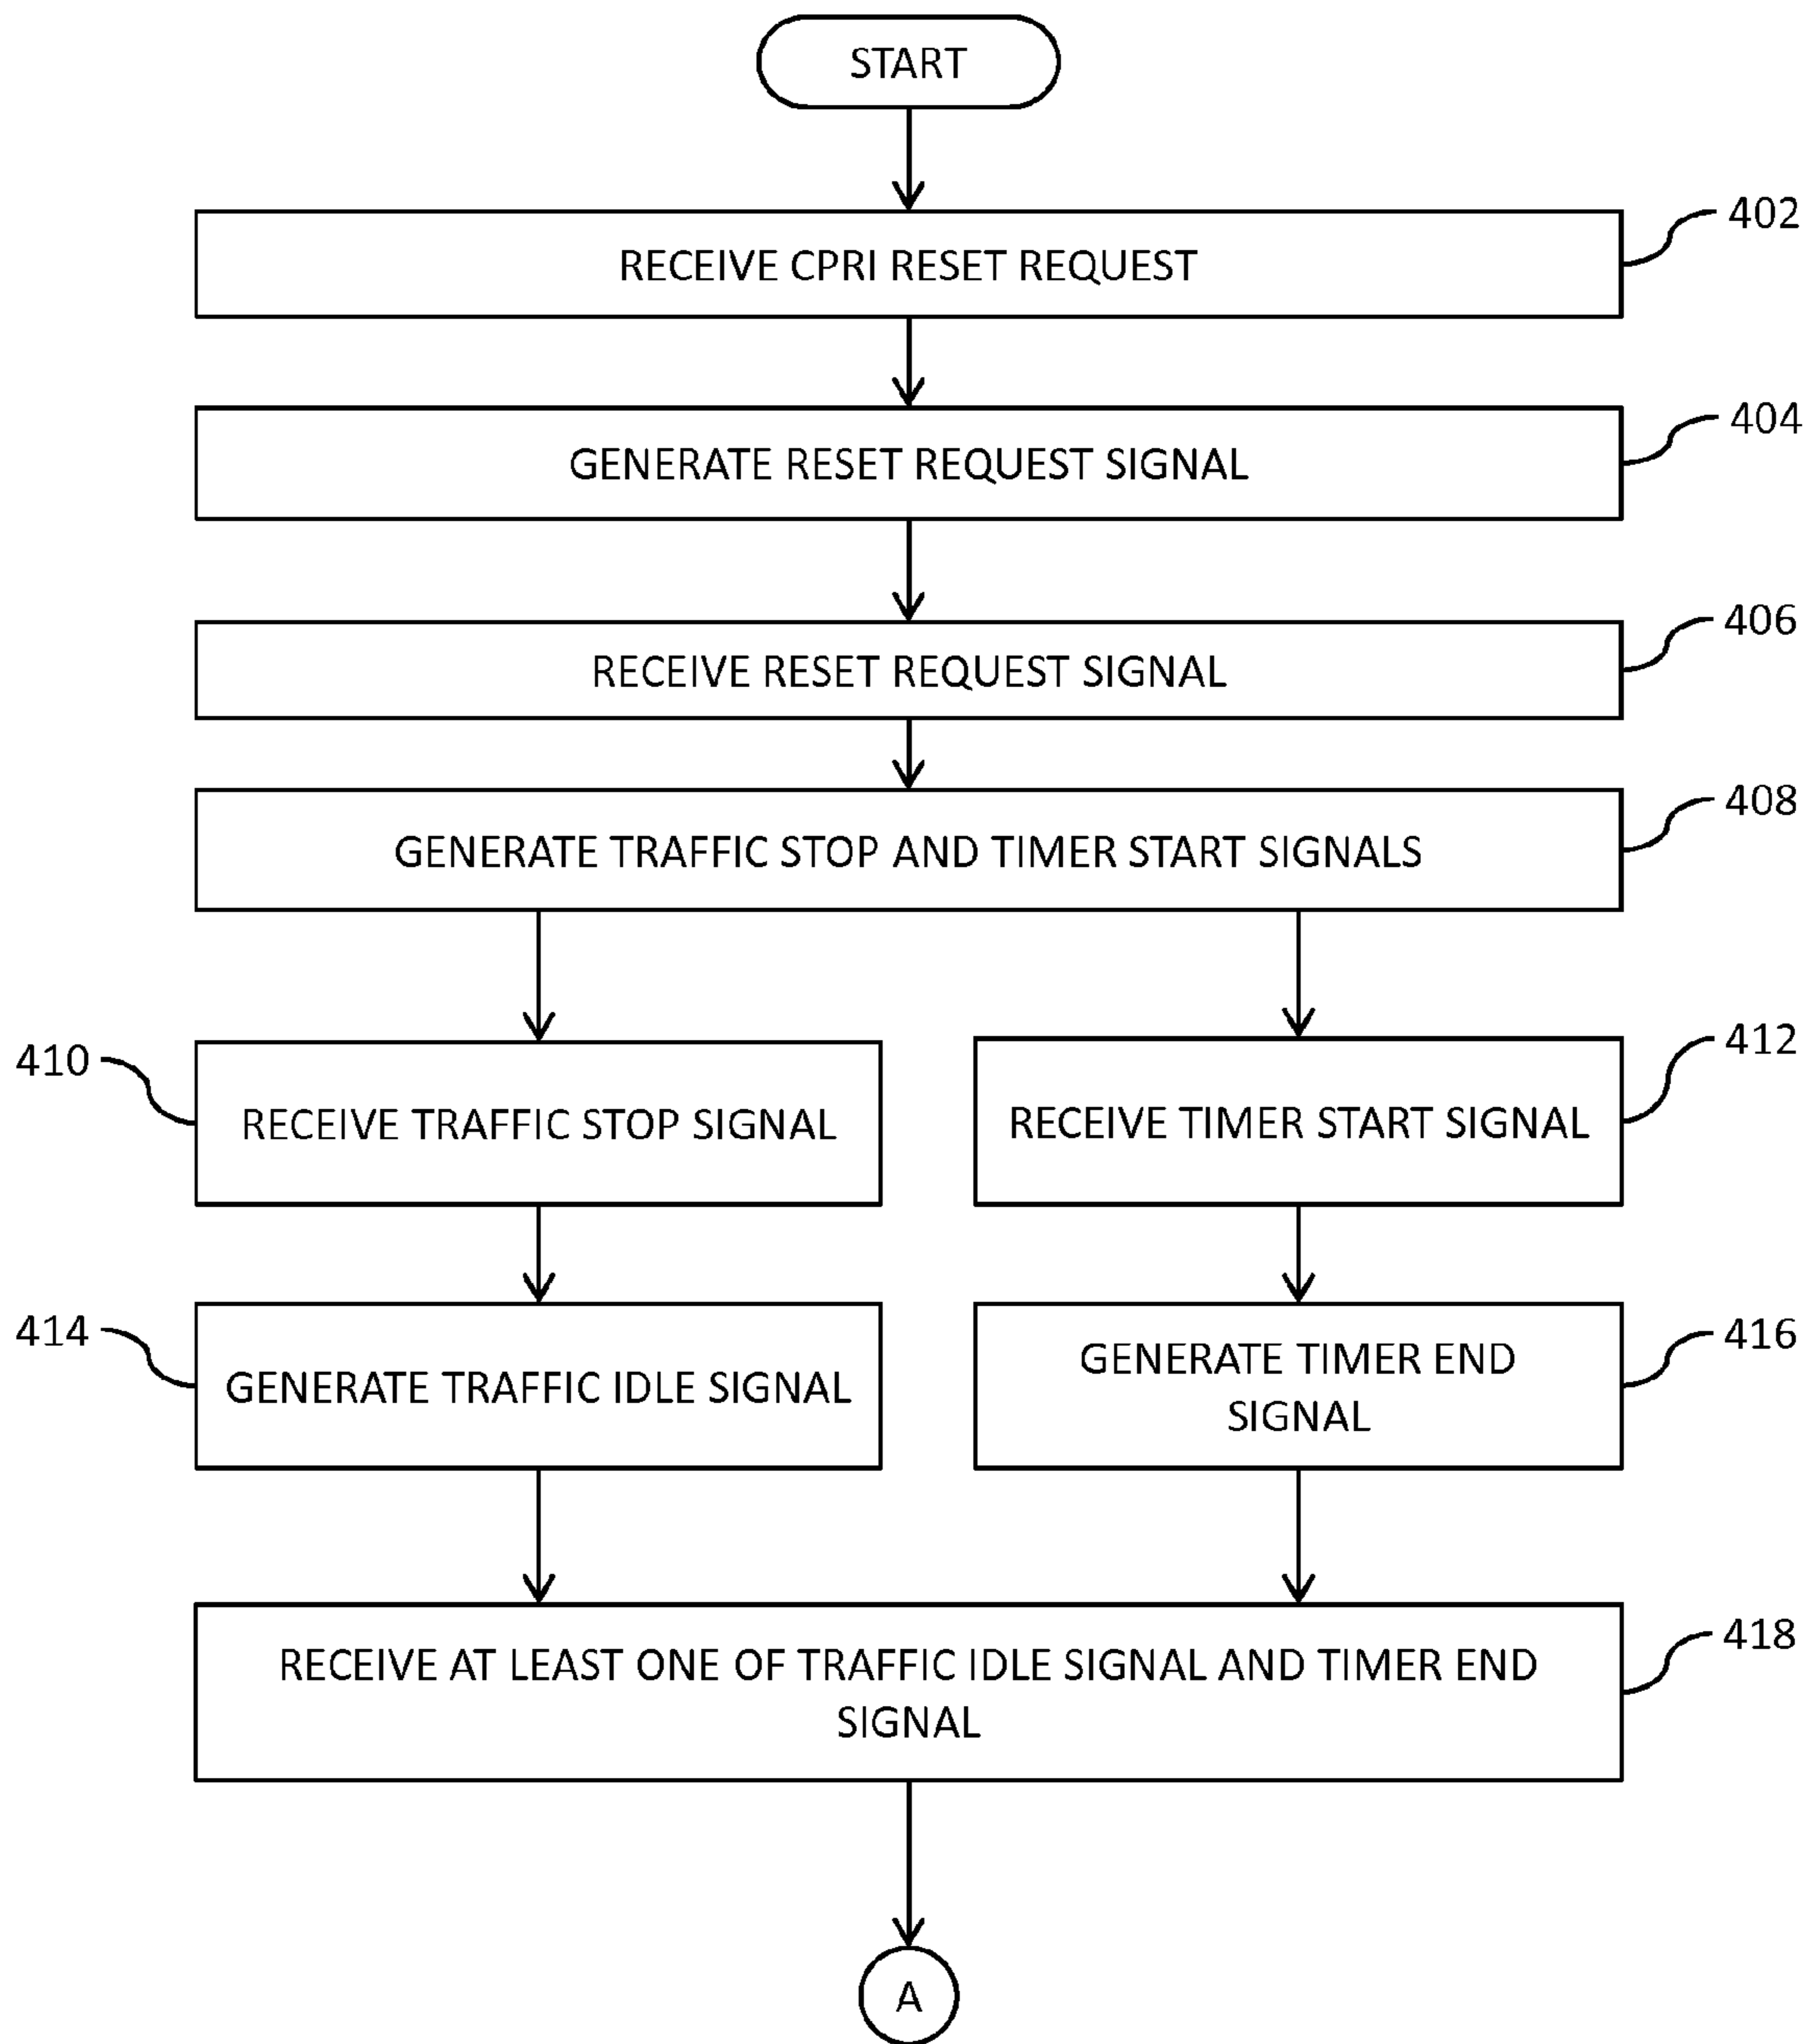 START
402
RECEIVE CPRI RESET REQUEST
404
GENERATE RESET REQUEST SIGNAL
406
RECEIVE RESET REQUEST SIGNAL
408
GENERATE TRAFFIC STOP AND TIMER START SIGNALS
410
RECEIVE TRAFFIC STOP SIGNAL
412
RECEIVE TIMER START SIGNAL
414
GENERATE TRAFFIC IDLE SIGNAL
416
GENERATE TIMER END
SIGNAL
418
RECEIVE AT LEAST ONE OF TRAFFIC IDLE SIGNAL AND TIMER END
SIGNAL
A